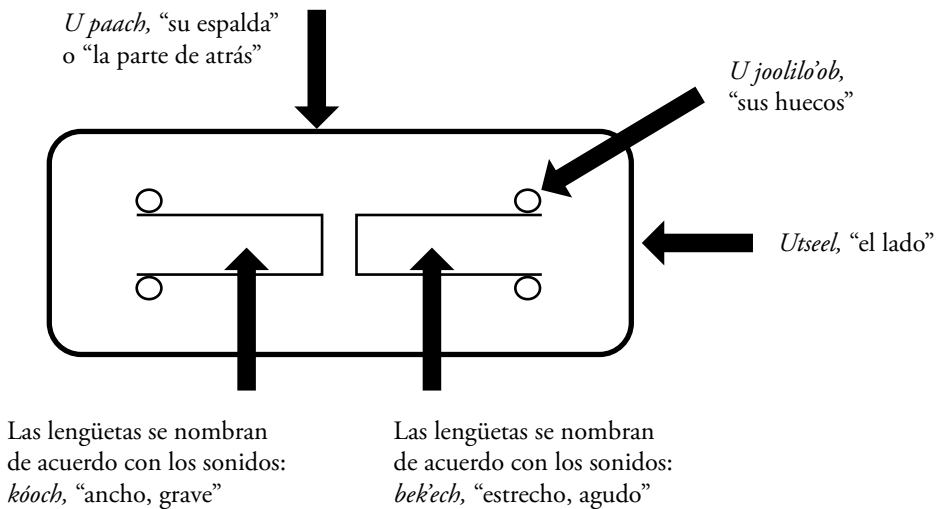 U paach, “su espalda”
o “la parte de atrás”
U joolilo’ob,
“sus huecos”
Utseel, “el lado”
Las lengüetas se nombran
de acuerdo con los sonidos:
kóoch, “ancho, grave”
Las lengüetas se nombran
de acuerdo con los sonidos:
bek’ech, “estrecho, agudo”